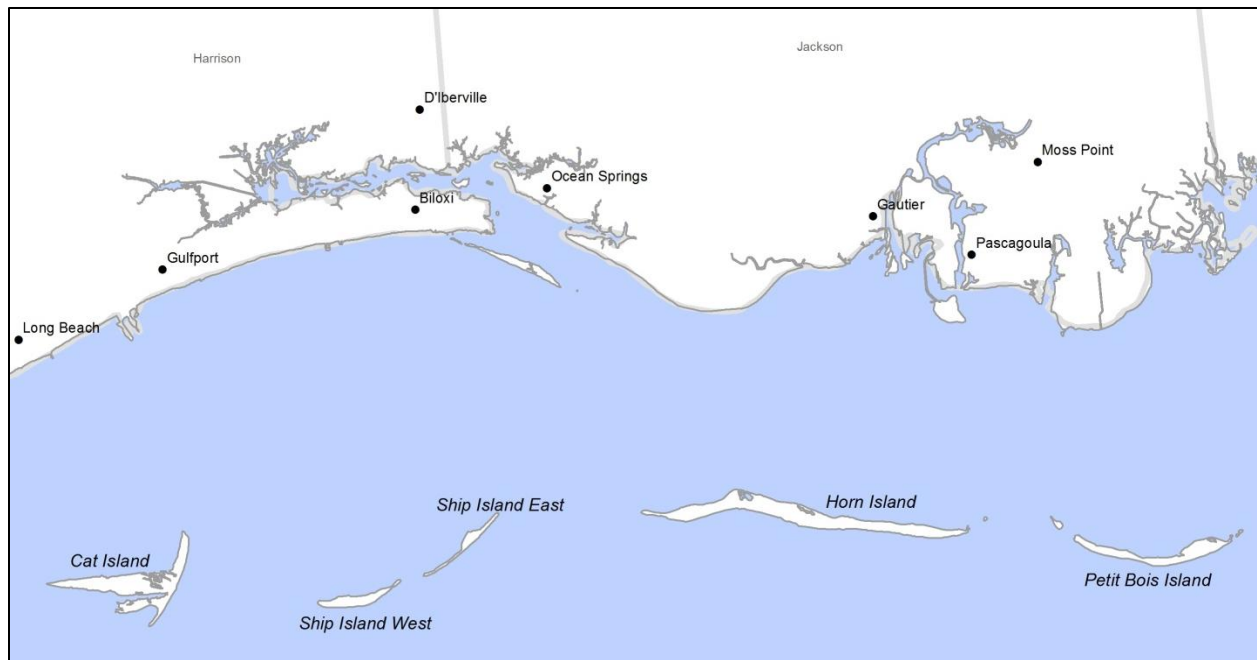 Harrison
Jackson
D'Iberville
Moss Point
Ocean Springs
Biloxi
Gautier
Pascagoula
Gulfport
Long Beach
Ship Island East
Horn Island
Cat Island
Petit Bois Island
Ship Island West